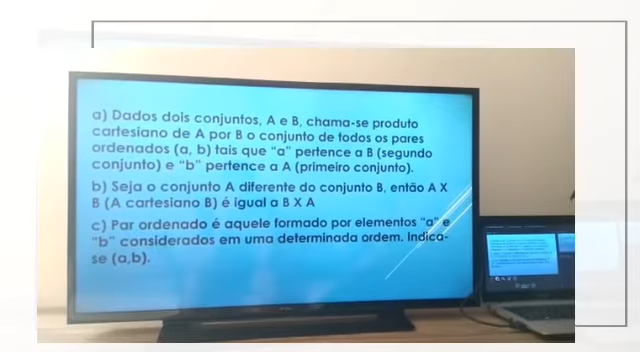 a) Dados dois conjuntos, A e B, chama-se produto
cartesiano de A por B o conjunto de todos os pares
ordenados (a, b) tais que “a” pertence a B (segundo
conjunto) e “b” pertence a A (primeiro conjunto).
b) Seja o conjunto A diferente do conjunto B, então A X
B (A cartesiano B) é igual a B X A
c) Par ordenado é aquele formado por elementos “a” e
“b” considerados em uma determinada ordem. Indica-
se (a,b).